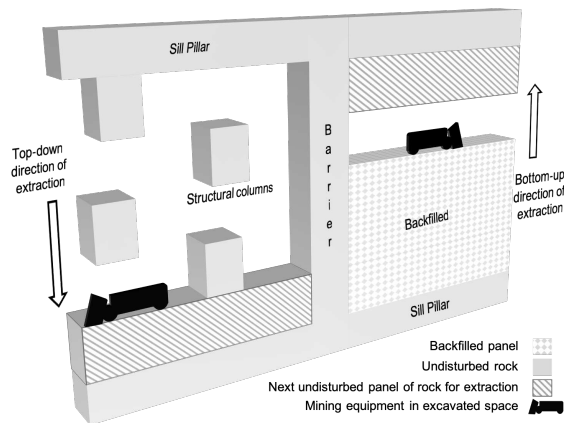 Sill Pillar
Top-down
direction of
extraction
Structural columns
Barrier
Backfilled
Bottom-up
direction of
extraction
Sill Pillar
Backfilled panel
Undisturbed rock
Next undisturbed panel of rock for extraction
Mining equipment in excavated space